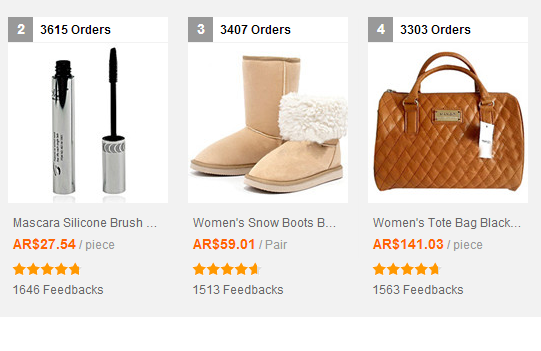 2 3615 Orders
3 3407 Orders
4 3303 Orders
Mascara Silicone Brush ...
Women's Snow Boots B...
Women's Tote Bag Black...
AR$27.54 / piece
AR$59.01 / Pair
AR$141.03 / piece
1646 Feedbacks
1513 Feedbacks
1563 Feedbacks